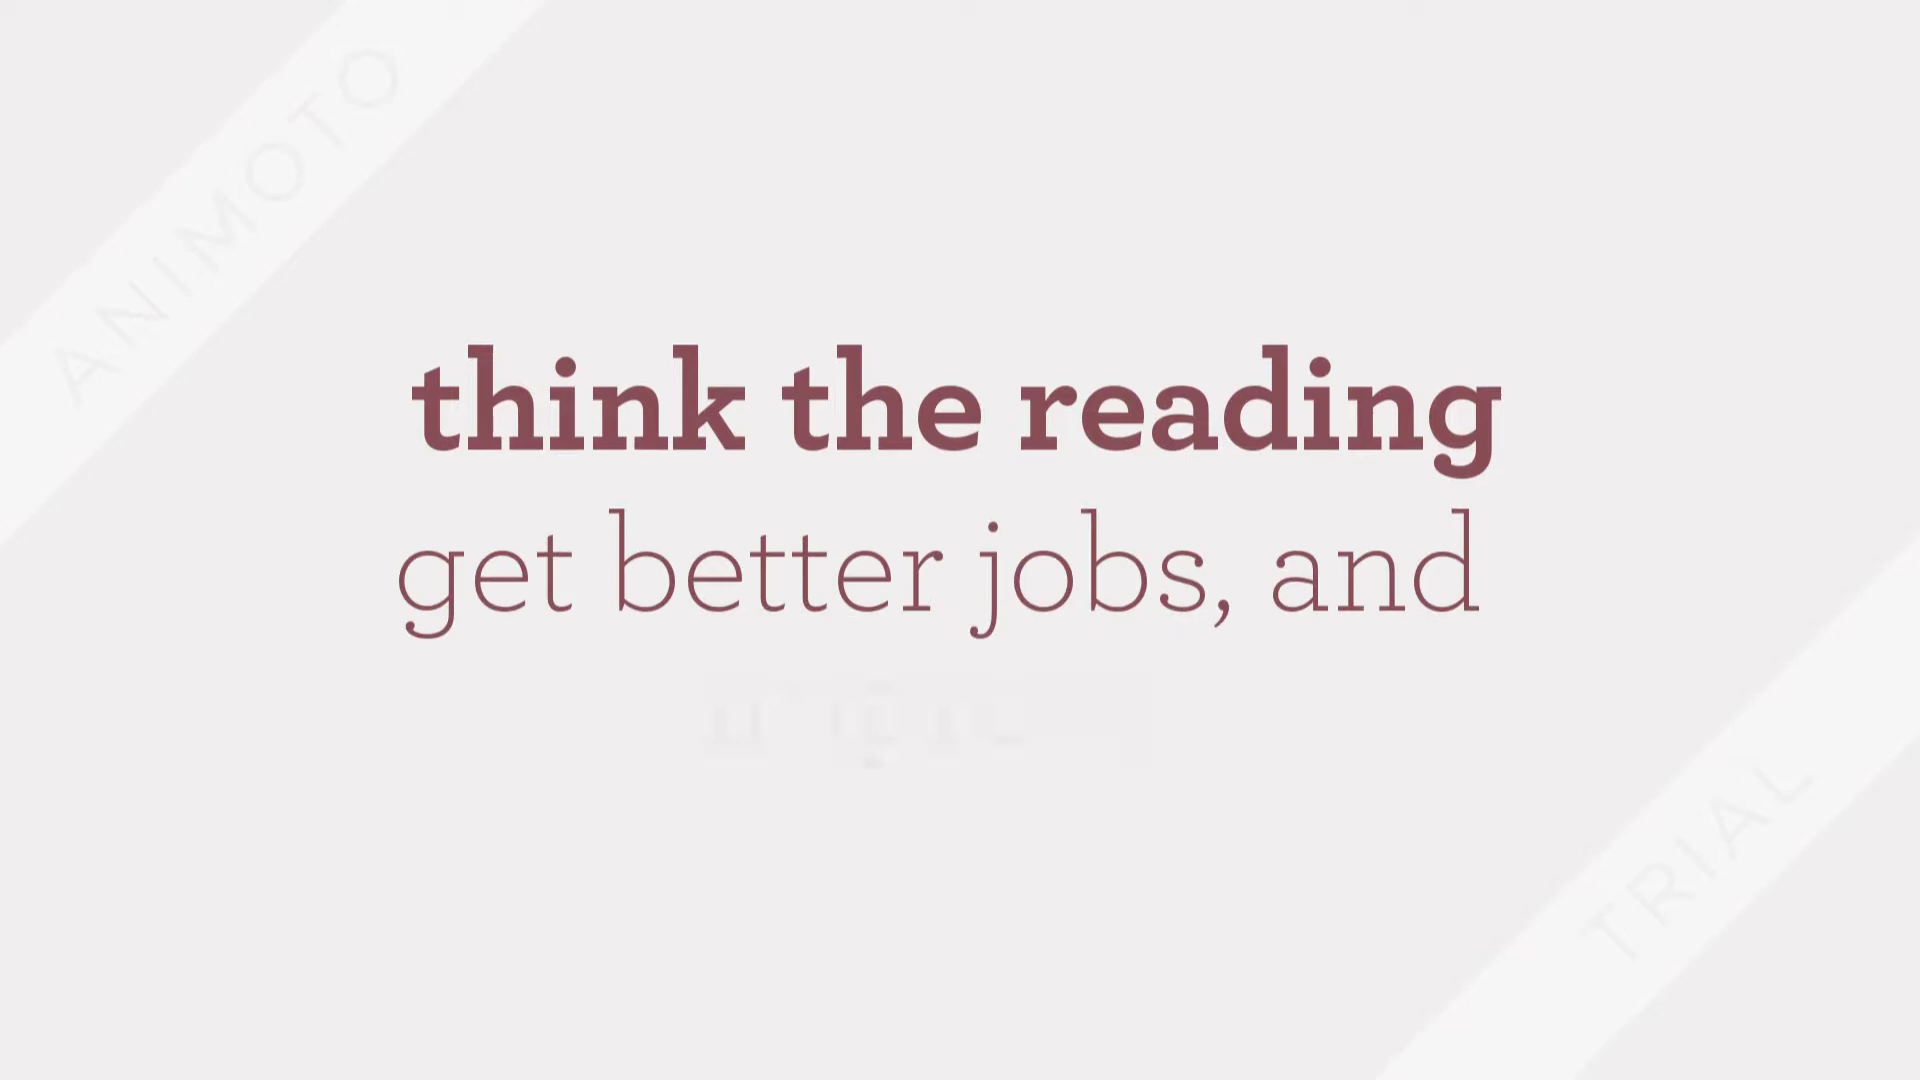 ANIMOTO
think the reading
get better jobs, and
TRIAL